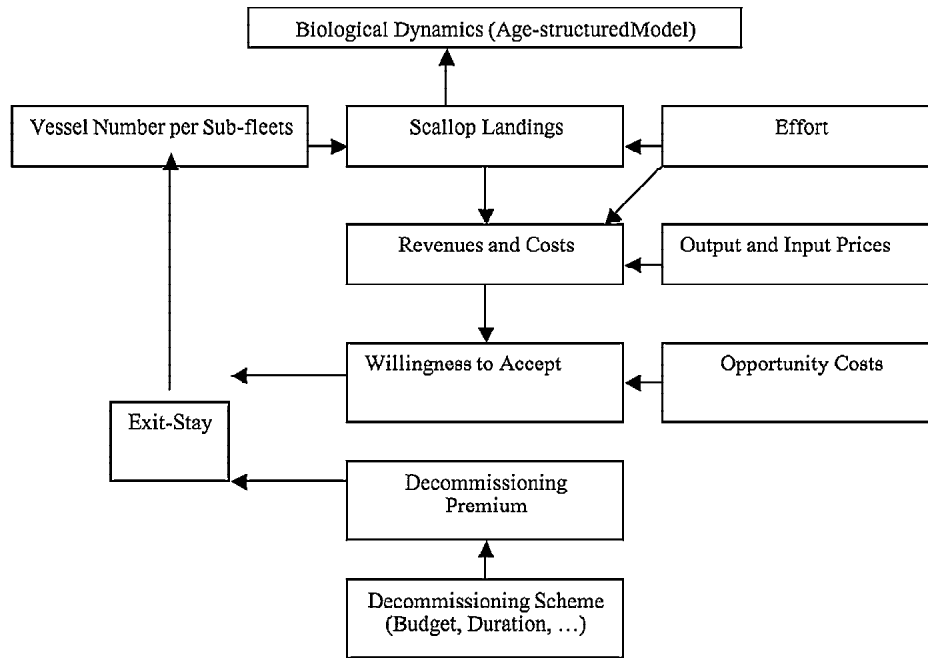 Biological Dynamics (Age-structuredModel)
Vessel Number per Sub-fleets
Scallop Landings
Effort
Revenues and Costs
Output and Input Prices
Willingness to Accept
Opportunity Costs
Exit-Stay
Decommissioning
Premium
Decommissioning Scheme
(Budget, Duration, ...)